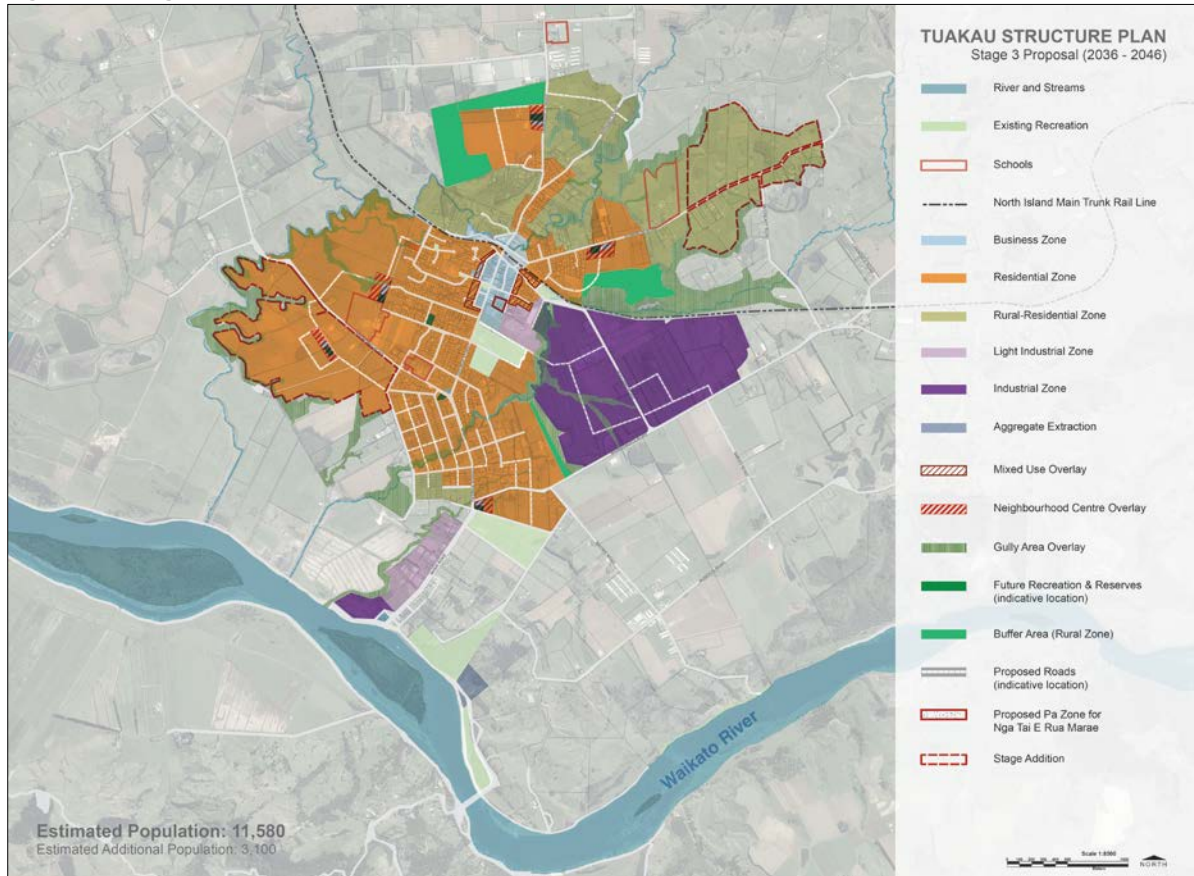 TUAKAU STRUCTURE PLAN
Stage 3 Proposal (2036 - 2046)
River and Streams
Existing Recreation
Schools
North Island Main Trunk Rail Line
Business Zone
Residential Zone
Rural-Residential Zone
Light Industrial Zone
Industrial Zone
Aggregate Extraction
Mixed Use Overlay
Neighbourhood Centre Overlay
Gully Area Overlay
Future Recreation & Reserves
(indicative location)
Buffer Area (Rural Zone)
Proposed Roads
(indicative location)
Proposed Pa Zone for
Nga Tai E Rua Marae
Stage Addition
Waikato River
Estimated Population: 11,580
Estimated Additional Population: 3,100
NORTH